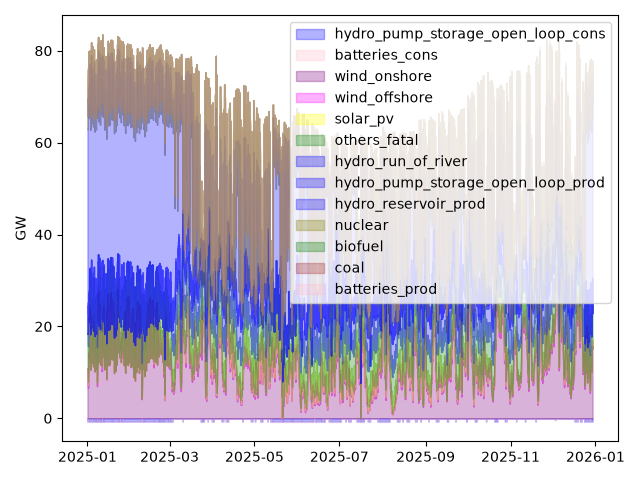 80
60
40
20
0
GW
hydro_pump_storage_open_loop_cons
batteries_cons
wind_onshore
wind_offshore
solar_pv
others_fatal
hydro_run_of_river
hydro_pump_storage_open_loop_prod
hydro_reservoir_prod
nuclear
biofuel
coal
batteries_prod
2025-01 2025-03 2025-05 2025-07 2025-09 2025-11 2026-01